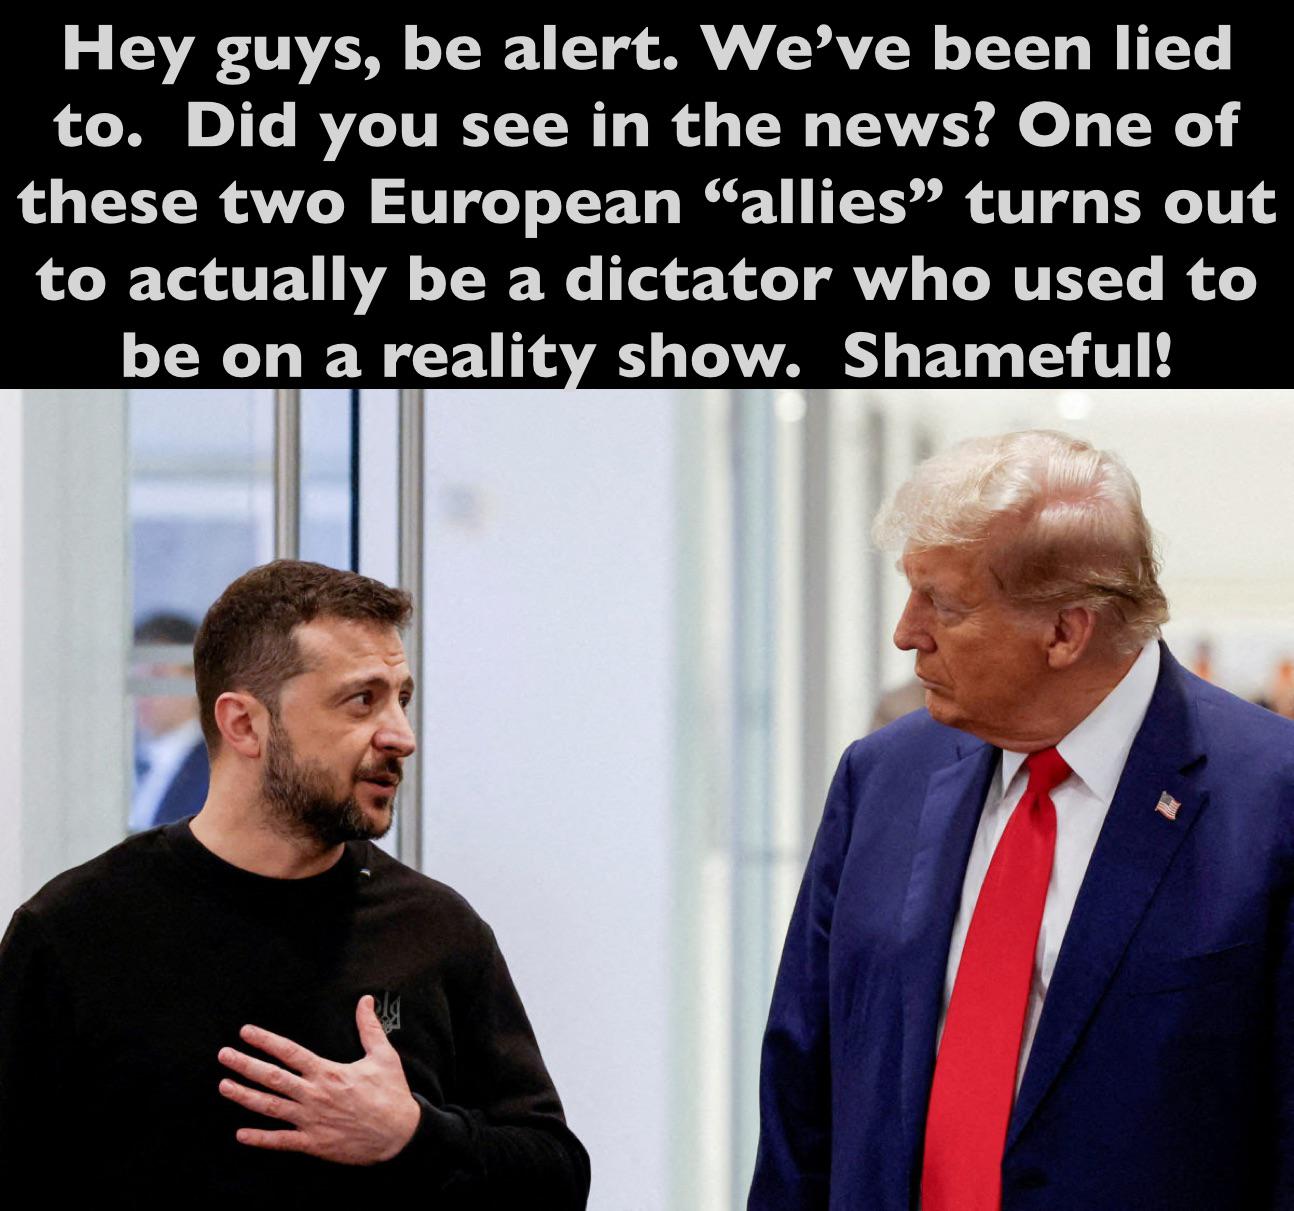 Hey guys, be alert. We’ve been lied
to.  Did you see in the news? One of
these two European “allies” turns out
to actually be a dictator who used to
be on a reality show.  Shameful!